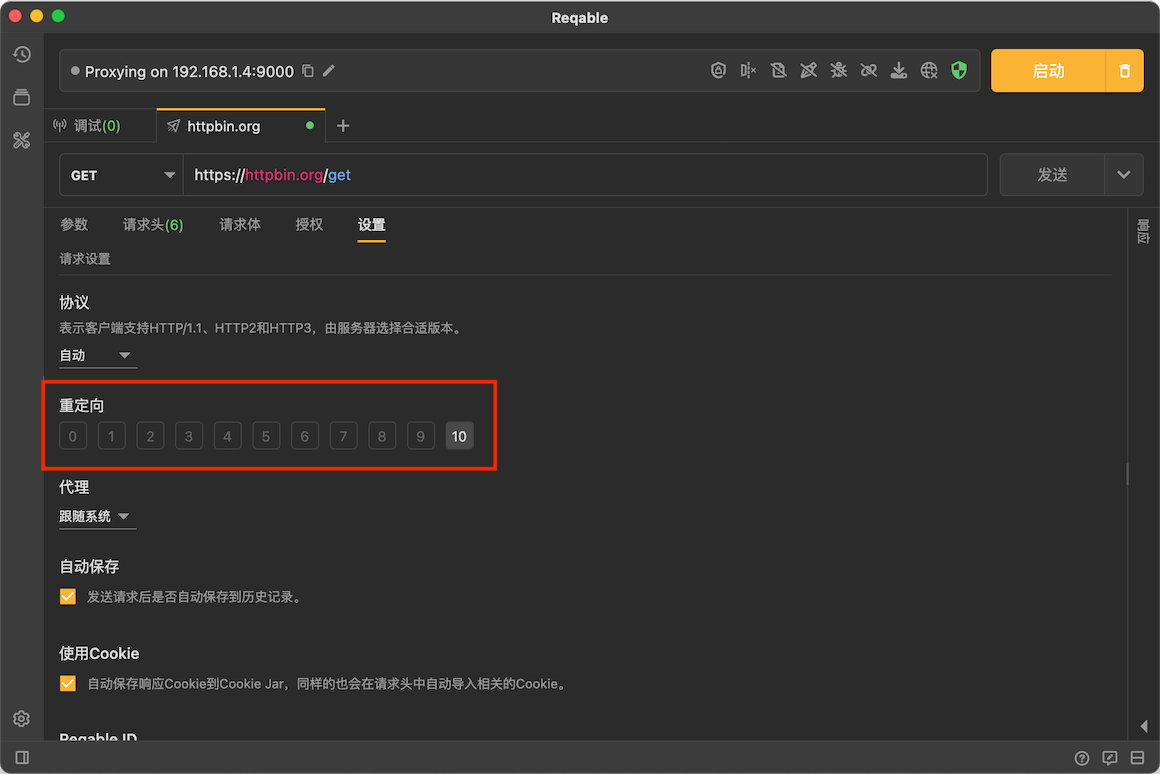 Reqable
Proxying on 192.168.1.4:9000
启动
调试(0)
httpbin.org
GET
https://httpbin.org/get
发送
参数
请求头(6)
请求体
授权
设置
响应
请求设置
协议
表示客户端支持HTTP/1.1、HTTP2和HTTP3，由服务器选择合适版本。
自动
重定向
0 1 2 3 4 5 6 7 8 9 10
代理
跟随系统
自动保存
发送请求后是否自动保存到历史记录。
使用Cookie
自动保存响应Cookie到Cookie Jar，同样的也会在请求头中自动导入相关的Cookie。
Reqable ID